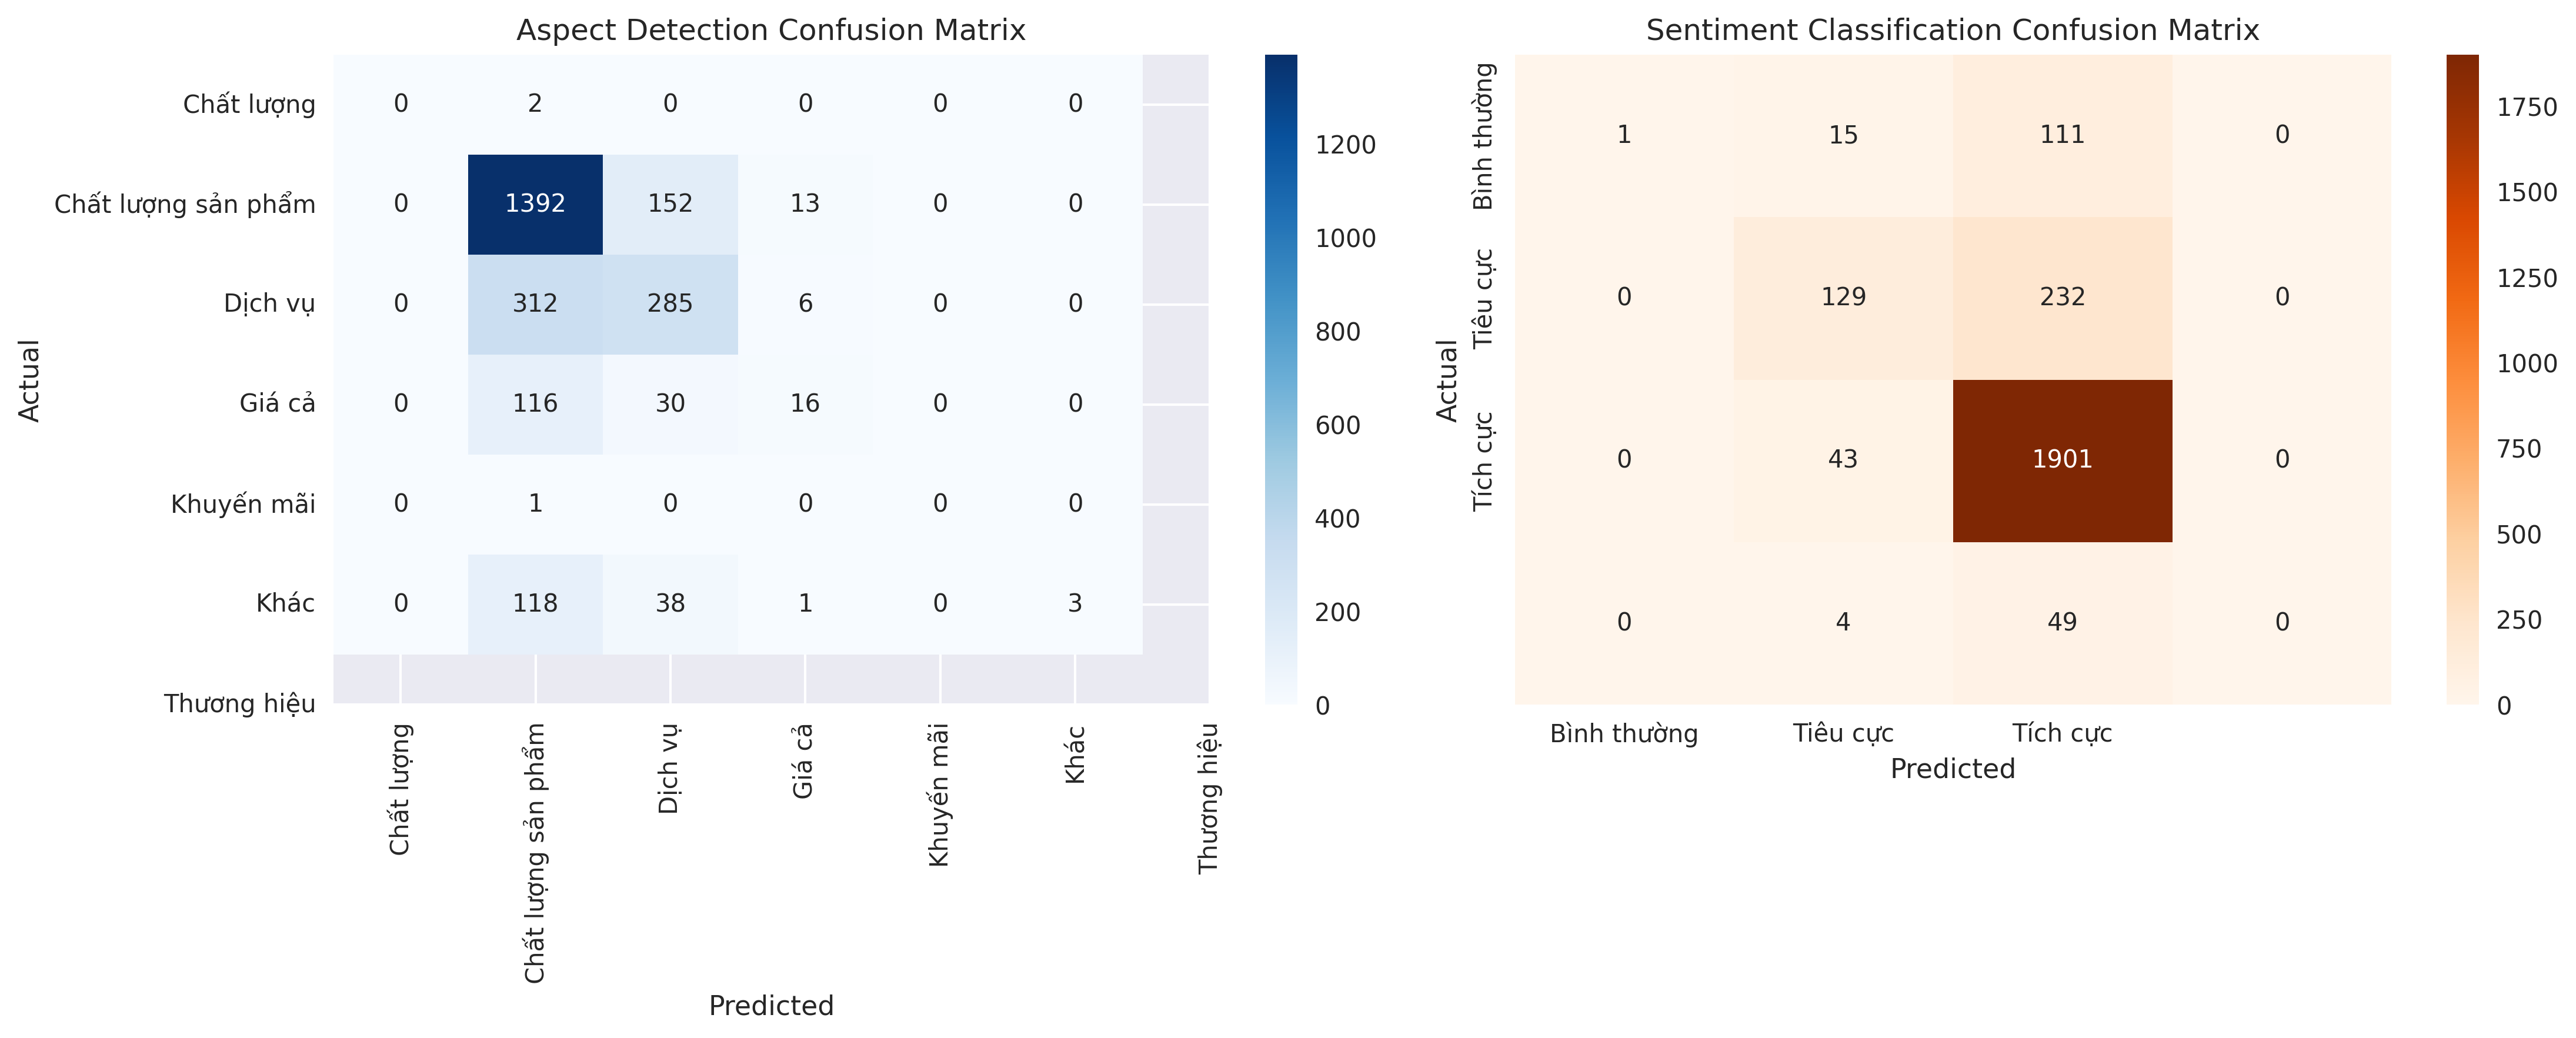 Aspect Detection Confusion Matrix
Actual
Chất lượng 0 2 0 0 0 0
Chất lượng sản phẩm 0 1392 152 13 0 0
Dịch vụ 0 312 285 6 0 0
Giá cả 0 116 30 16 0 0
Khuyến mãi 0 1 0 0 0 0
Khác 0 118 38 1 0 3
Thương hiệu
Chất lượng
Chất lượng sản phẩm
Dịch vụ
Giá cả
Khuyến mãi
Khác
Thương hiệu
Predicted
1200
1000
800
600
400
200
0
Sentiment Classification Confusion Matrix
Actual
Bình thường 1 15 111 0
Tiêu cực 0 129 232 0
Tích cực 0 43 1901 0
0 4 49 0
Bình thường Tiêu cực Tích cực
Predicted
1750
1500
1250
1000
750
500
250
0